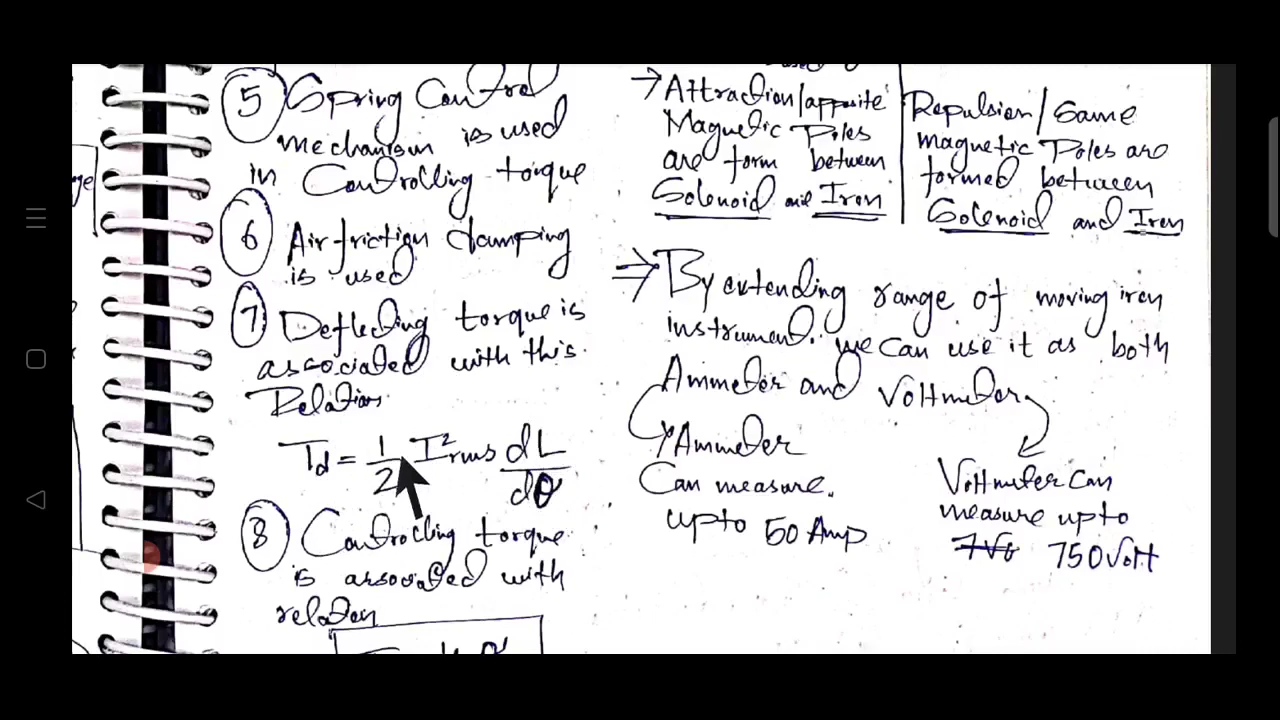 5 Spring Control
mechanism is used
in Controlling torque
6 Air friction damping
is used
7 Deflecting torque is
associated with this
Relation
Td = 1/2 I²rms dL/dθ
8 Controlling torque
is associated with
relation
→ Attraction/apposite
Magnetic Poles
are form between
Solenoid and Iron
Repulsion/Same
magnetic Poles are
formed between
Solenoid and Iron
⇒ By extending range of moving iron
instrument. we can use it as both
Ammeter and Voltmeter
Ammeter
Can measure.
upto 50 Amp
Voltmeter Can
measure upto
750 Volt